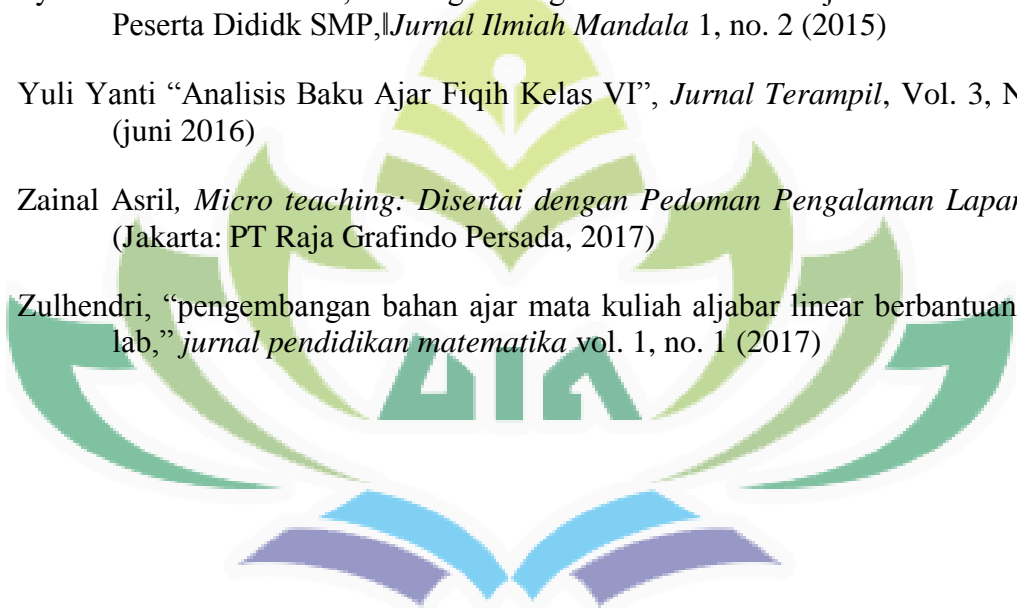 Peserta Dididk SMP,‖Jurnal Ilmiah Mandala 1, no. 2 (2015)
Yuli Yanti “Analisis Baku Ajar Fiqih Kelas VI”, Jurnal Terampil, Vol. 3,
(juni 2016)
Zainal Asril, Micro teaching: Disertai dengan Pedoman Pengalaman
(Jakarta: PT Raja Grafindo Persada, 2017)
Zulhendri, “pengembangan bahan ajar mata kuliah aljabar linear berbantuan
lab,” jurnal pendidikan matematika vol. 1, no. 1 (2017)